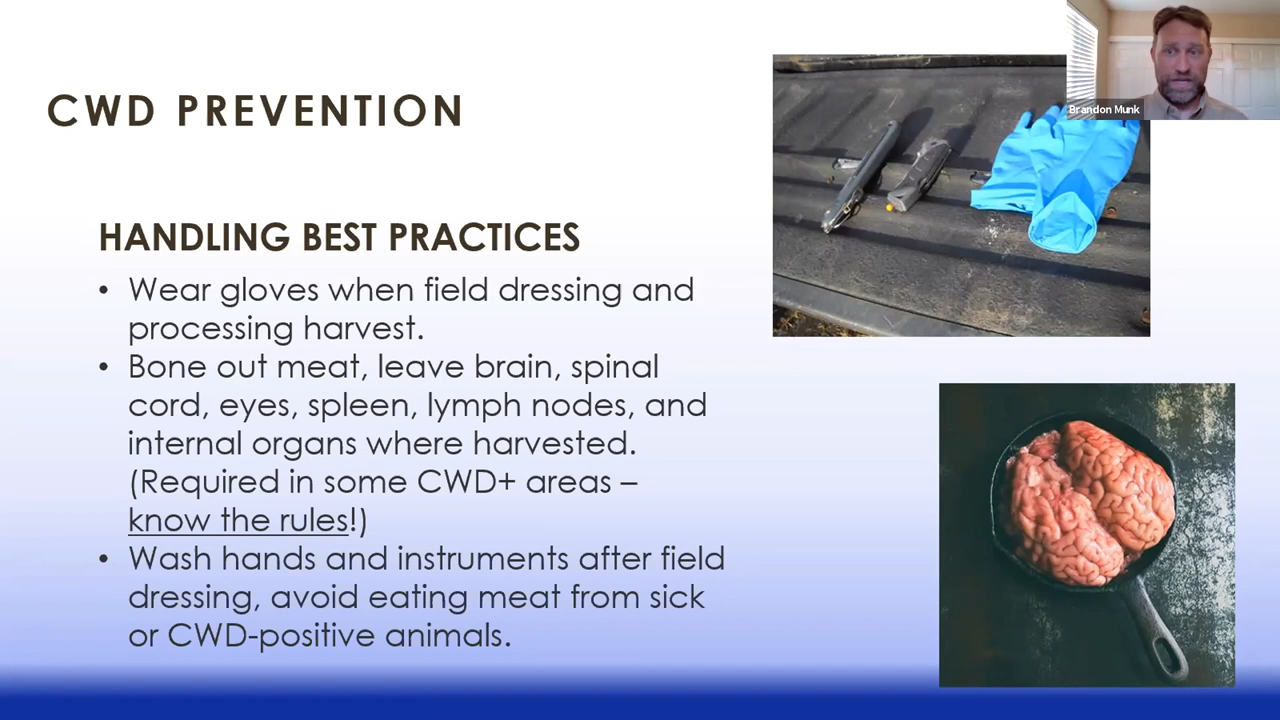 CWD PREVENTION
Brandon Munk
HANDLING BEST PRACTICES
• Wear gloves when field dressing and
processing harvest.
• Bone out meat, leave brain, spinal
cord, eyes, spleen, lymph nodes, and
internal organs where harvested.
(Required in some CWD+ areas –
know the rules!)
• Wash hands and instruments after field
dressing, avoid eating meat from sick
or CWD-positive animals.